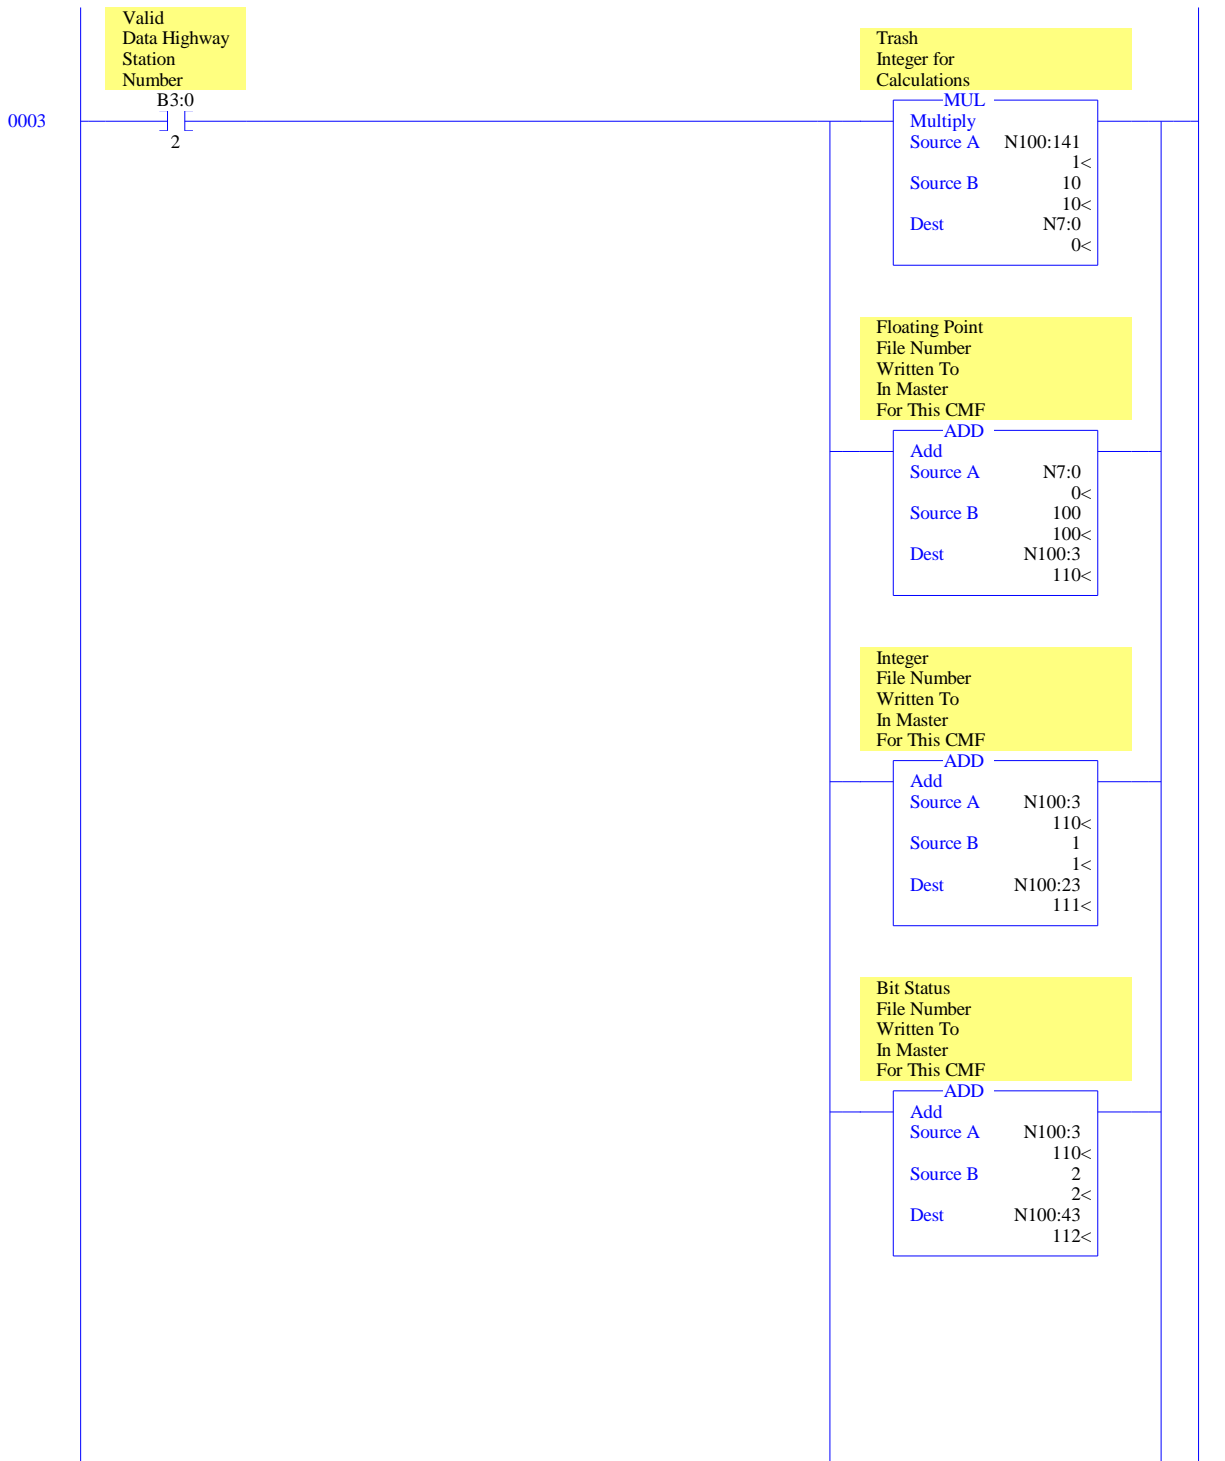 Valid
Data Highway
Station
Number
B3:0
2
0003
Trash
Integer for
Calculations
MUL
Multiply
Source A N100:141
1<
Source B 10
10<
Dest N7:0
0<
Floating Point
File Number
Written To
In Master
For This CMF
ADD
Add
Source A N7:0
0<
Source B 100
100<
Dest N100:3
110<
Integer
File Number
Written To
In Master
For This CMF
ADD
Add
Source A N100:3
110<
Source B 1
1<
Dest N100:23
111<
Bit Status
File Number
Written To
In Master
For This CMF
ADD
Add
Source A N100:3
110<
Source B 2
2<
Dest N100:43
112<